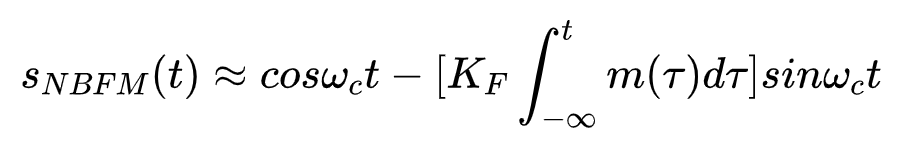 s_{NBFM}(t) ≈ cosω_c t − [K_F ∫_{−∞}^{t} m(τ)dτ]sinω_c t